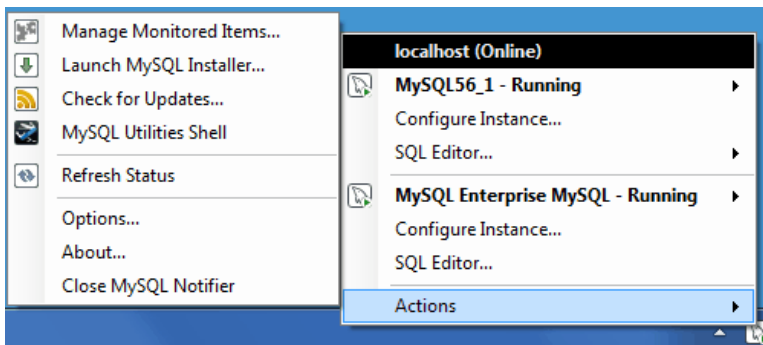 Manage Monitored Items...
Launch MySQL Installer...
Check for Updates...
MySQL Utilities Shell
Refresh Status
Options...
About...
Close MySQL Notifier
localhost (Online)
MySQL56_1 - Running
Configure Instance...
SQL Editor...
MySQL Enterprise MySQL - Running
Configure Instance...
SQL Editor...
Actions